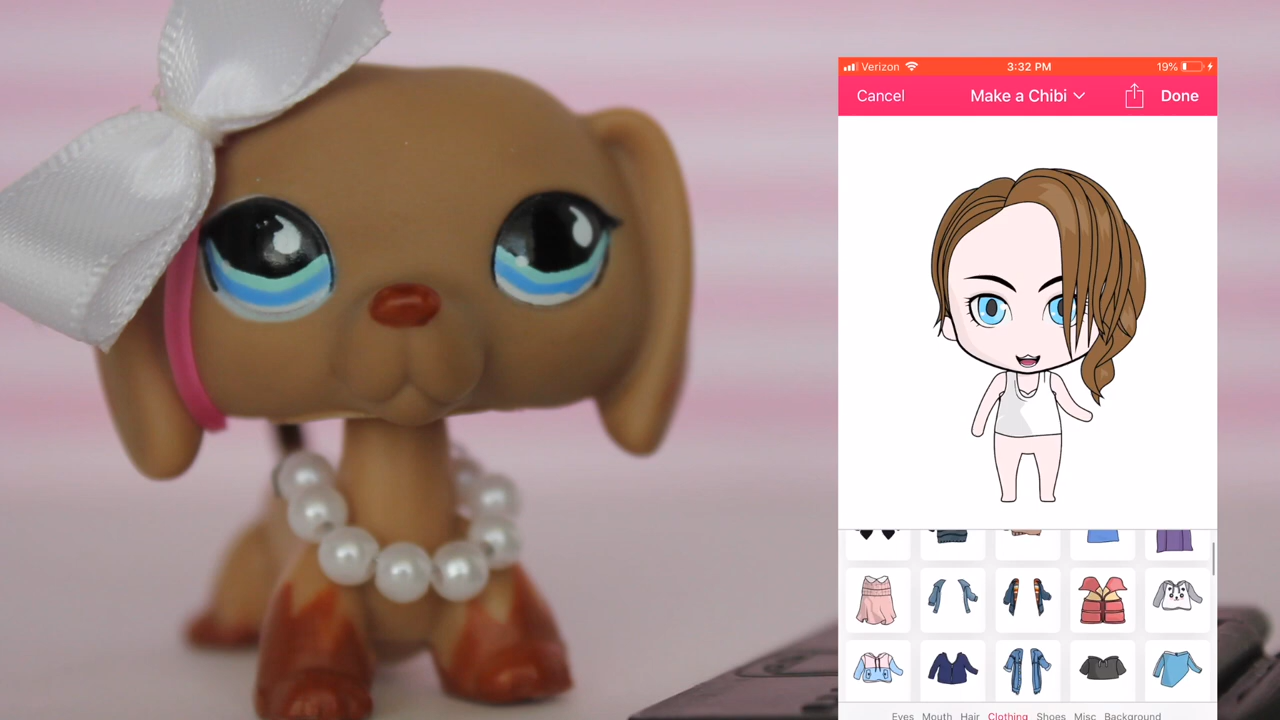 Verizon 3:32 PM 19%
Cancel Make a Chibi Done
Eyes Mouth Hair Clothing Shoes Misc Background